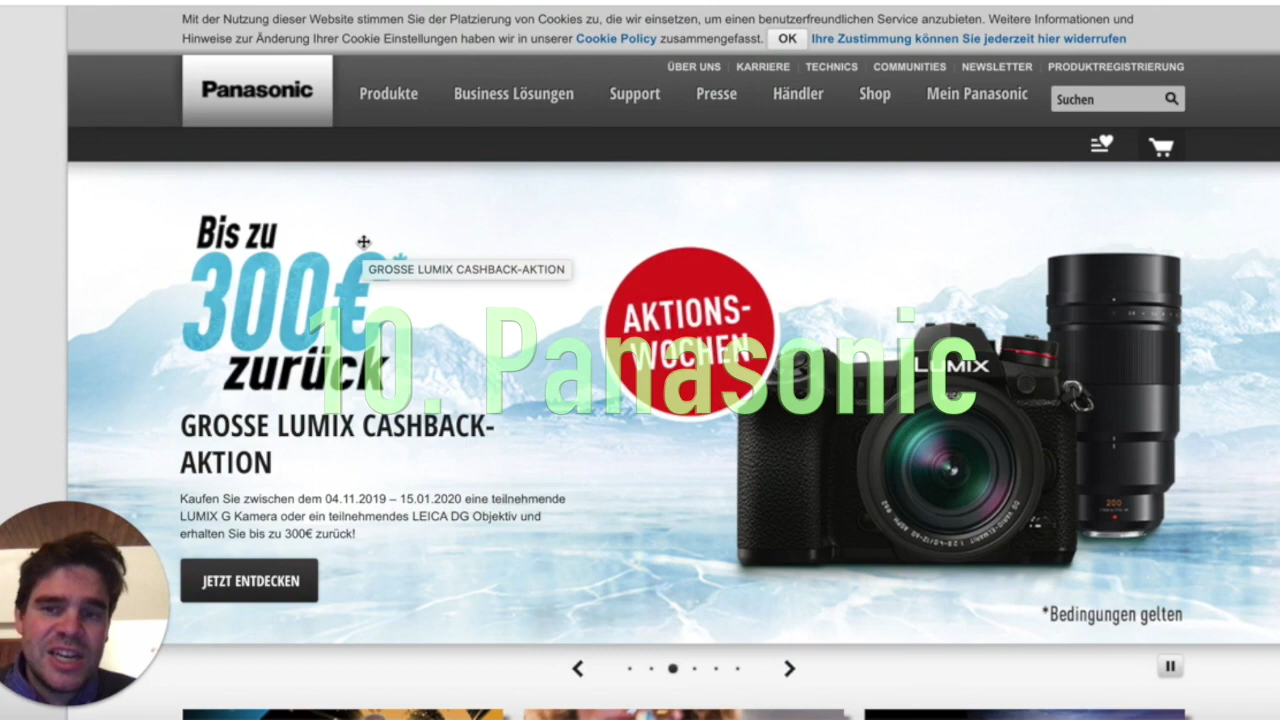 Mit der Nutzung dieser Website stimmen Sie der Platzierung von Cookies zu, die wir einsetzen, um einen benutzerfreundlichen Service anzubieten. Weitere Informationen und
Hinweise zur Änderung Ihrer Cookie Einstellungen haben wir in unserer Cookie Policy zusammengefasst. OK Ihre Zustimmung können Sie jederzeit hier widerrufen
ÜBER UNS KARRIERE TECHNICS COMMUNITIES NEWSLETTER PRODUKTREGISTRIERUNG
Panasonic Produkte Business Lösungen Support Presse Händler Shop Mein Panasonic Suchen
Bis zu
300€*
zurück
GROSSE LUMIX CASHBACK-AKTION
AKTIONS-
WOCHEN
10. Panasonic
LUMIX
GROSSE LUMIX CASHBACK-
AKTION
Kaufen Sie zwischen dem 04.11.2019 – 15.01.2020 eine teilnehmende
LUMIX G Kamera oder ein teilnehmendes LEICA DG Objektiv und
erhalten Sie bis zu 300€ zurück!
JETZT ENTDECKEN
200
*Bedingungen gelten